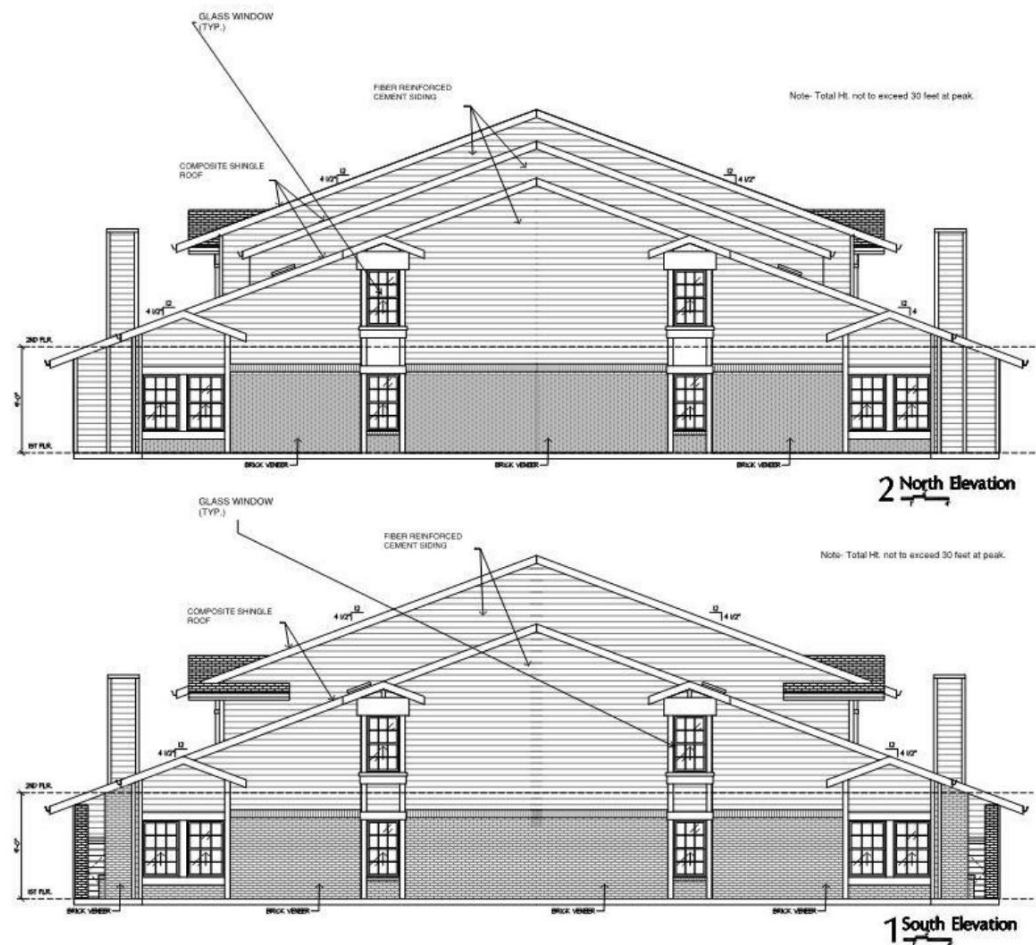 GLASS WINDOW
(TYP.)
FIBER REINFORCED
CEMENT SIDING
Note- Total Ht. not to exceed 30 feet at peak.
COMPOSITE SHINGLE
ROOF
12
4 1/2"
12
4 1/2"
12
4 1/2"
12
4
2ND FLR.
9'-0"
1ST FLR.
BRICK VENEER
BRICK VENEER
BRICK VENEER
2 North Elevation
GLASS WINDOW
(TYP.)
FIBER REINFORCED
CEMENT SIDING
Note- Total Ht. not to exceed 30 feet at peak.
COMPOSITE SHINGLE
ROOF
12
4 1/2"
12
4 1/2"
12
4 1/2"
12
4 1/2"
2ND FLR.
9'-0"
1ST FLR.
BRICK VENEER
BRICK VENEER
BRICK VENEER
BRICK VENEER
1 South Elevation